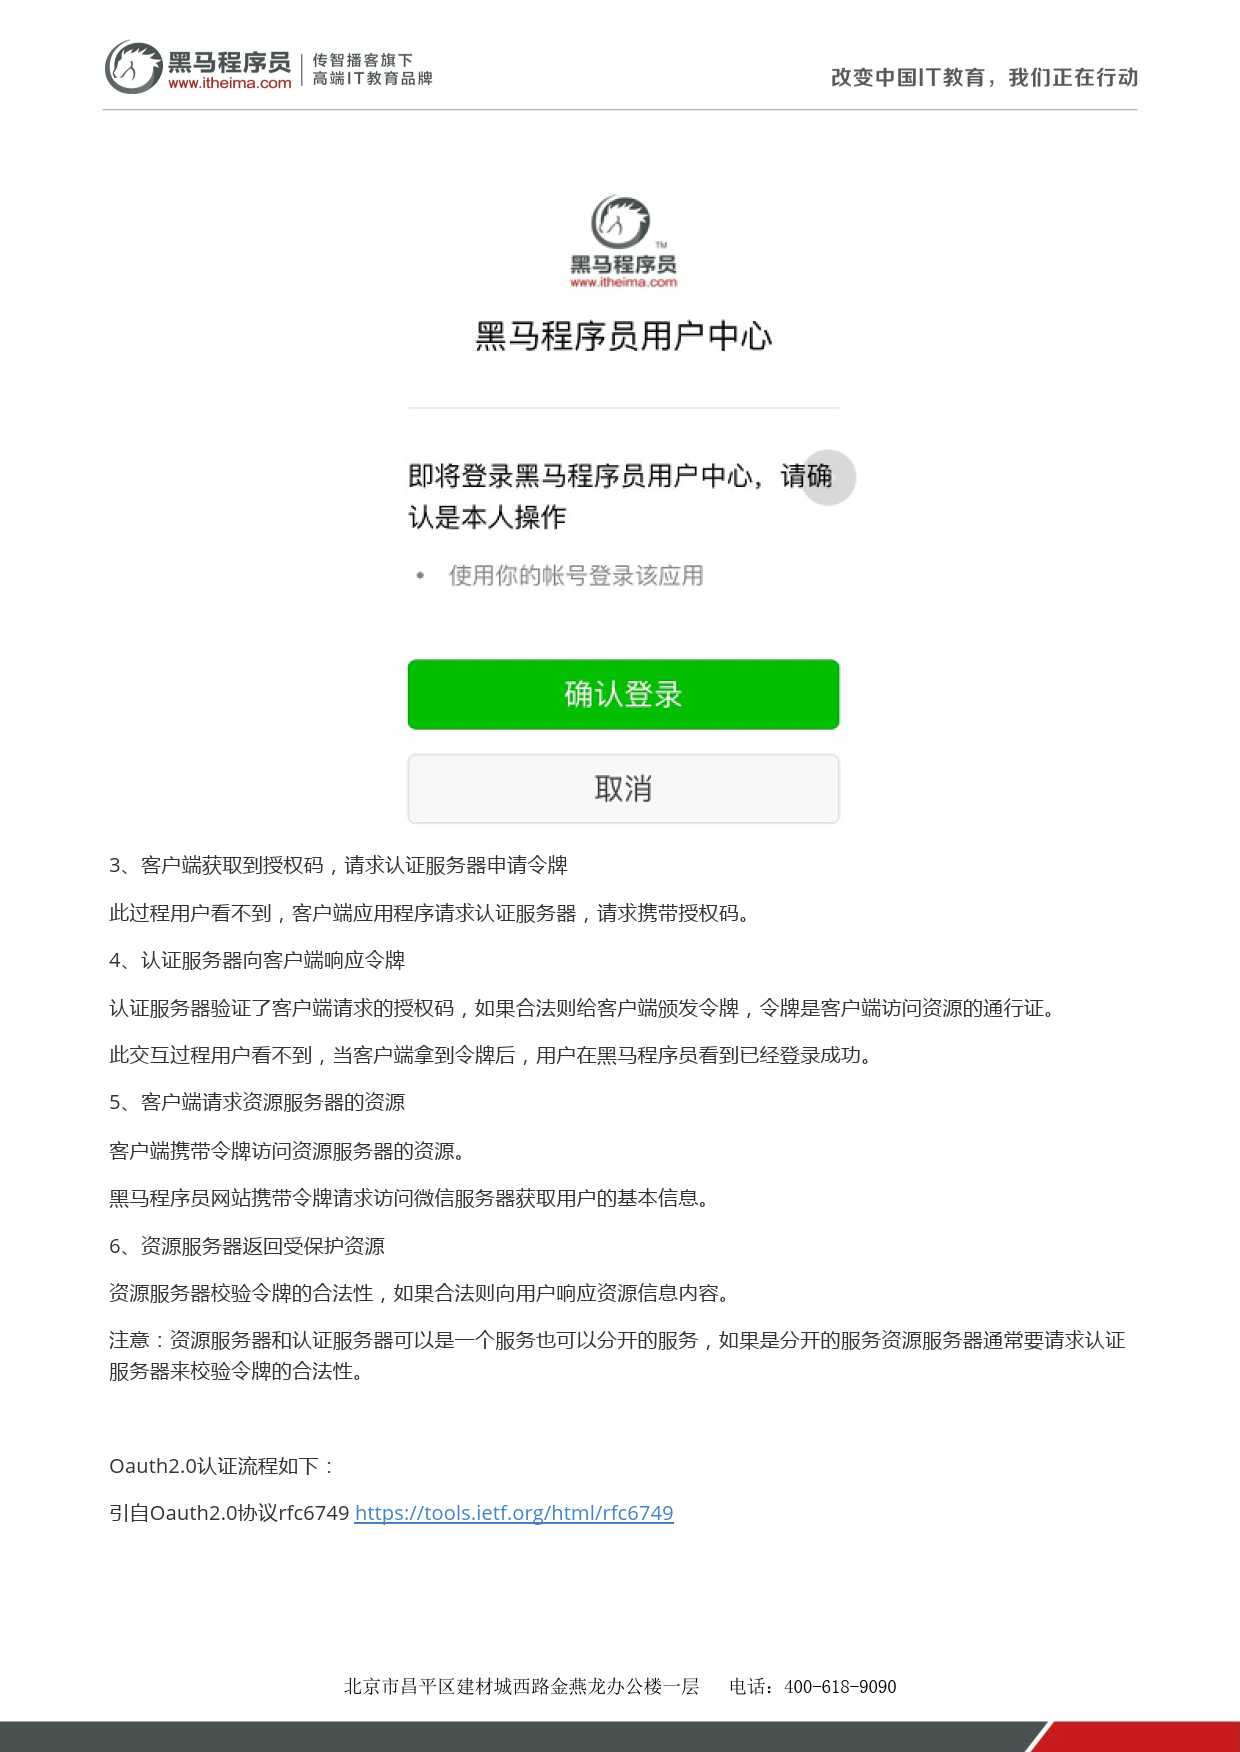 黑马程序员
www.itheima.com
传智播客旗下
高端IT教育品牌
改变中国IT教育，我们正在行动
TM
黑马程序员
www.itheima.com
黑马程序员用户中心
即将登录黑马程序员用户中心，请确
认是本人操作
• 使用你的帐号登录该应用
确认登录
取消
3、客户端获取到授权码，请求认证服务器申请令牌
此过程用户看不到，客户端应用程序请求认证服务器，请求携带授权码。
4、认证服务器向客户端响应令牌
认证服务器验证了客户端请求的授权码，如果合法则给客户端颁发令牌，令牌是客户端访问资源的通行证。
此交互过程用户看不到，当客户端拿到令牌后，用户在黑马程序员看到已经登录成功。
5、客户端请求资源服务器的资源
客户端携带令牌访问资源服务器的资源。
黑马程序员网站携带令牌请求访问微信服务器获取用户的基本信息。
6、资源服务器返回受保护资源
资源服务器校验令牌的合法性，如果合法则向用户响应资源信息内容。
注意：资源服务器和认证服务器可以是一个服务也可以分开的服务，如果是分开的服务资源服务器通常要请求认证
服务器来校验令牌的合法性。
Oauth2.0认证流程如下：
引自Oauth2.0协议rfc6749 https://tools.ietf.org/html/rfc6749
北京市昌平区建材城西路金燕龙办公楼一层 电话：400-618-9090